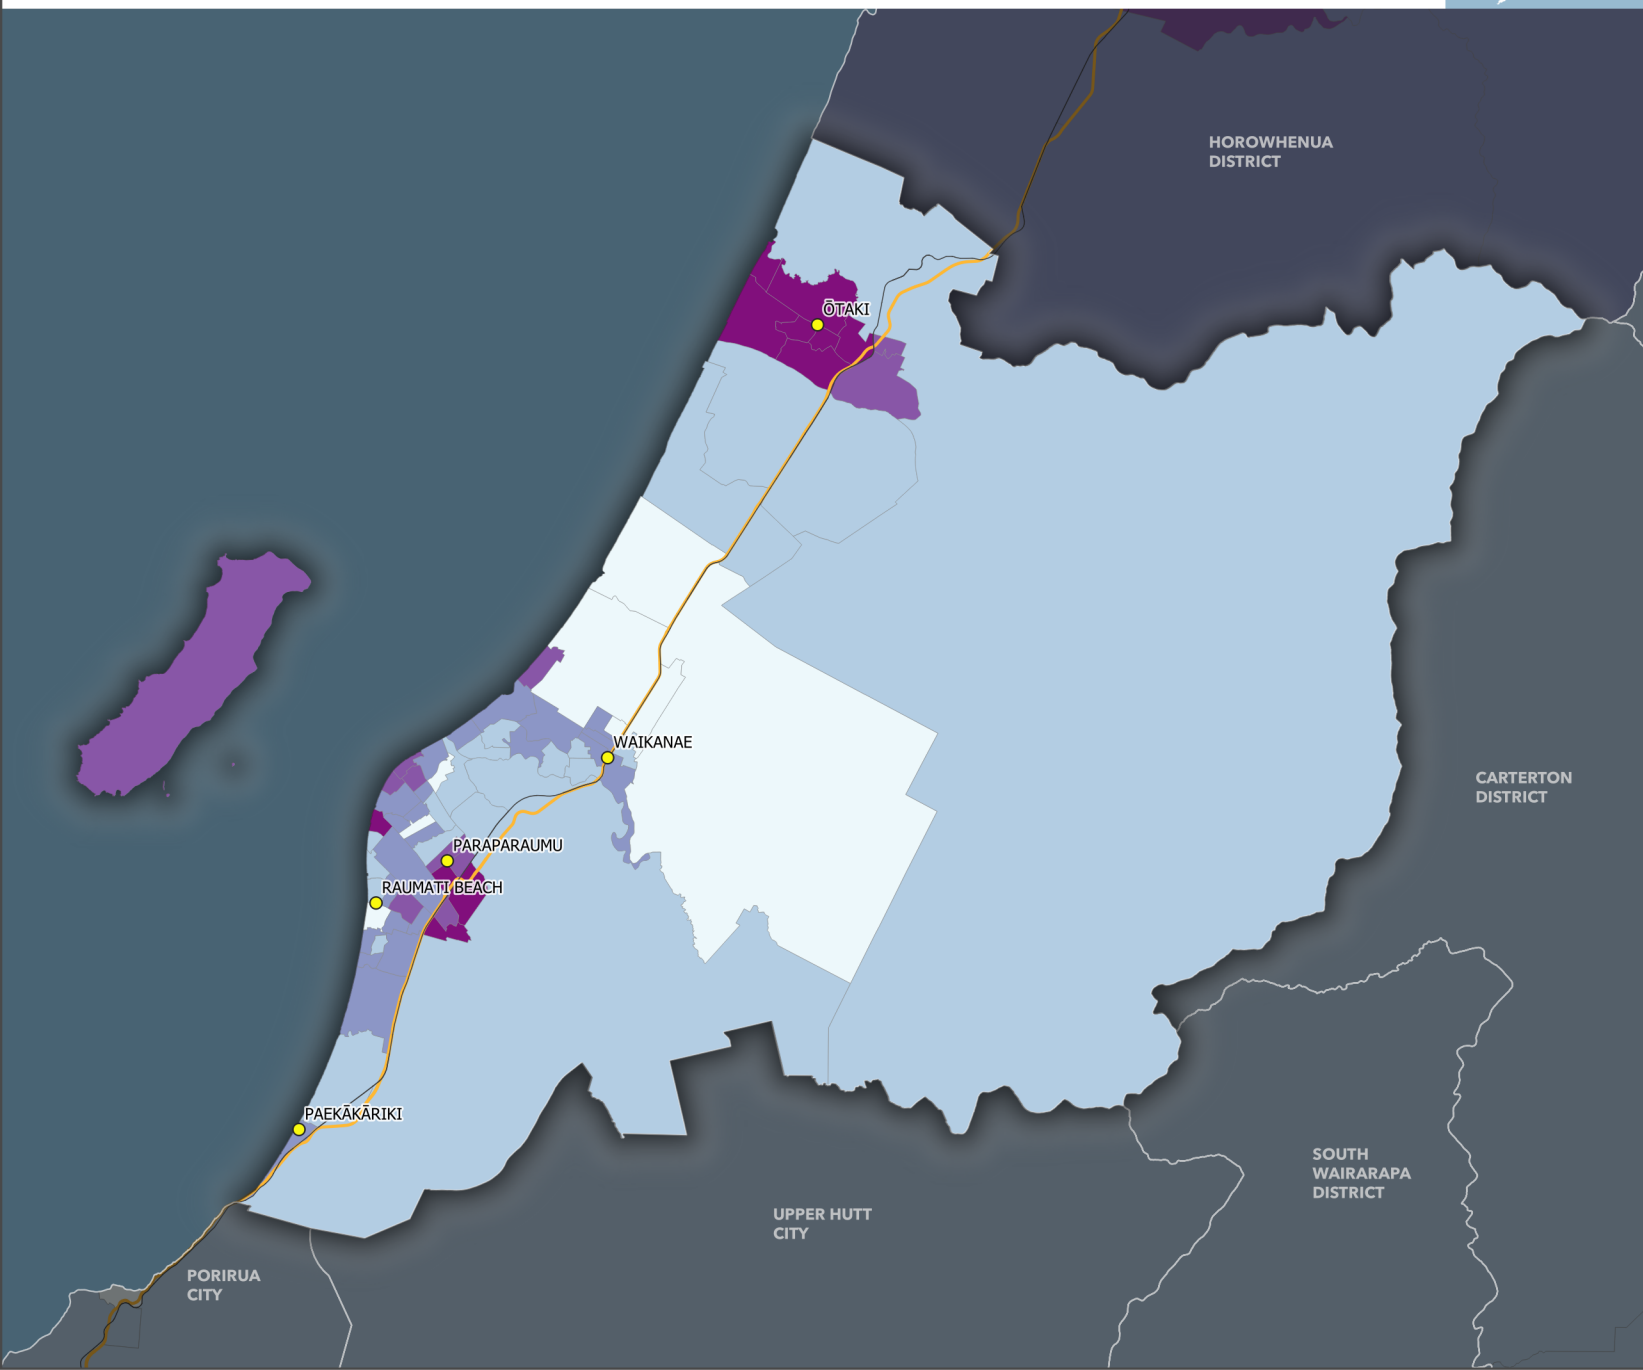 HOROWHENUA
DISTRICT
ŌTAKI
WAIKANAE
CARTERTON
DISTRICT
PARAPARAUMU
RAUMATI BEACH
PAEKĀKĀRIKI
SOUTH
WAIRARAPA
DISTRICT
UPPER HUTT
CITY
PORIRUA
CITY